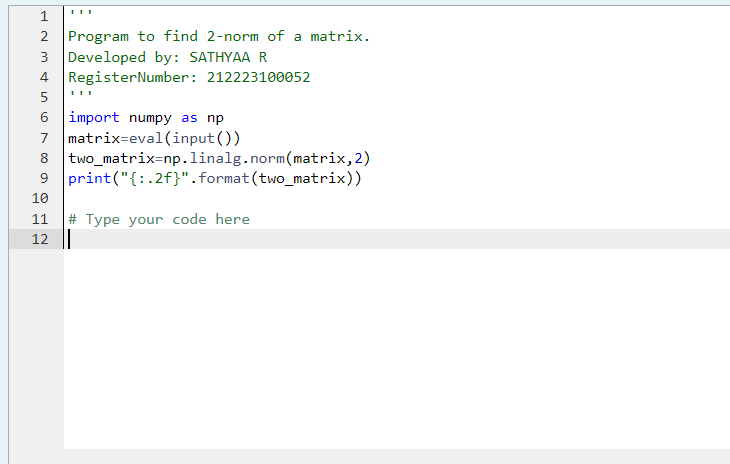 1 '''
2 Program to find 2-norm of a matrix.
3 Developed by: SATHYAA R
4 RegisterNumber: 212223100052
5 '''
6 import numpy as np
7 matrix=eval(input())
8 two_matrix=np.linalg.norm(matrix,2)
9 print("{:.2f}".format(two_matrix))
10
11 # Type your code here
12